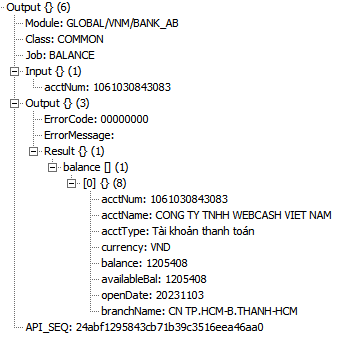 Output {} (6)
Module: GLOBAL/VNM/BANK_AB
Class: COMMON
Job: BALANCE
Input {} (1)
acctNum: 1061030843083
Output {} (3)
ErrorCode: 00000000
ErrorMessage:
Result {} (1)
balance [] (1)
[0] {} (8)
acctNum: 1061030843083
acctName: CONG TY TNHH WEBCASH VIET NAM
acctType: Tài khoản thanh toán
currency: VND
balance: 1205408
availableBal: 1205408
openDate: 20231103
branchName: CN TP.HCM-B.THANH-HCM
API_SEQ: 24abf1295843cb71b39c3516eea46aa0